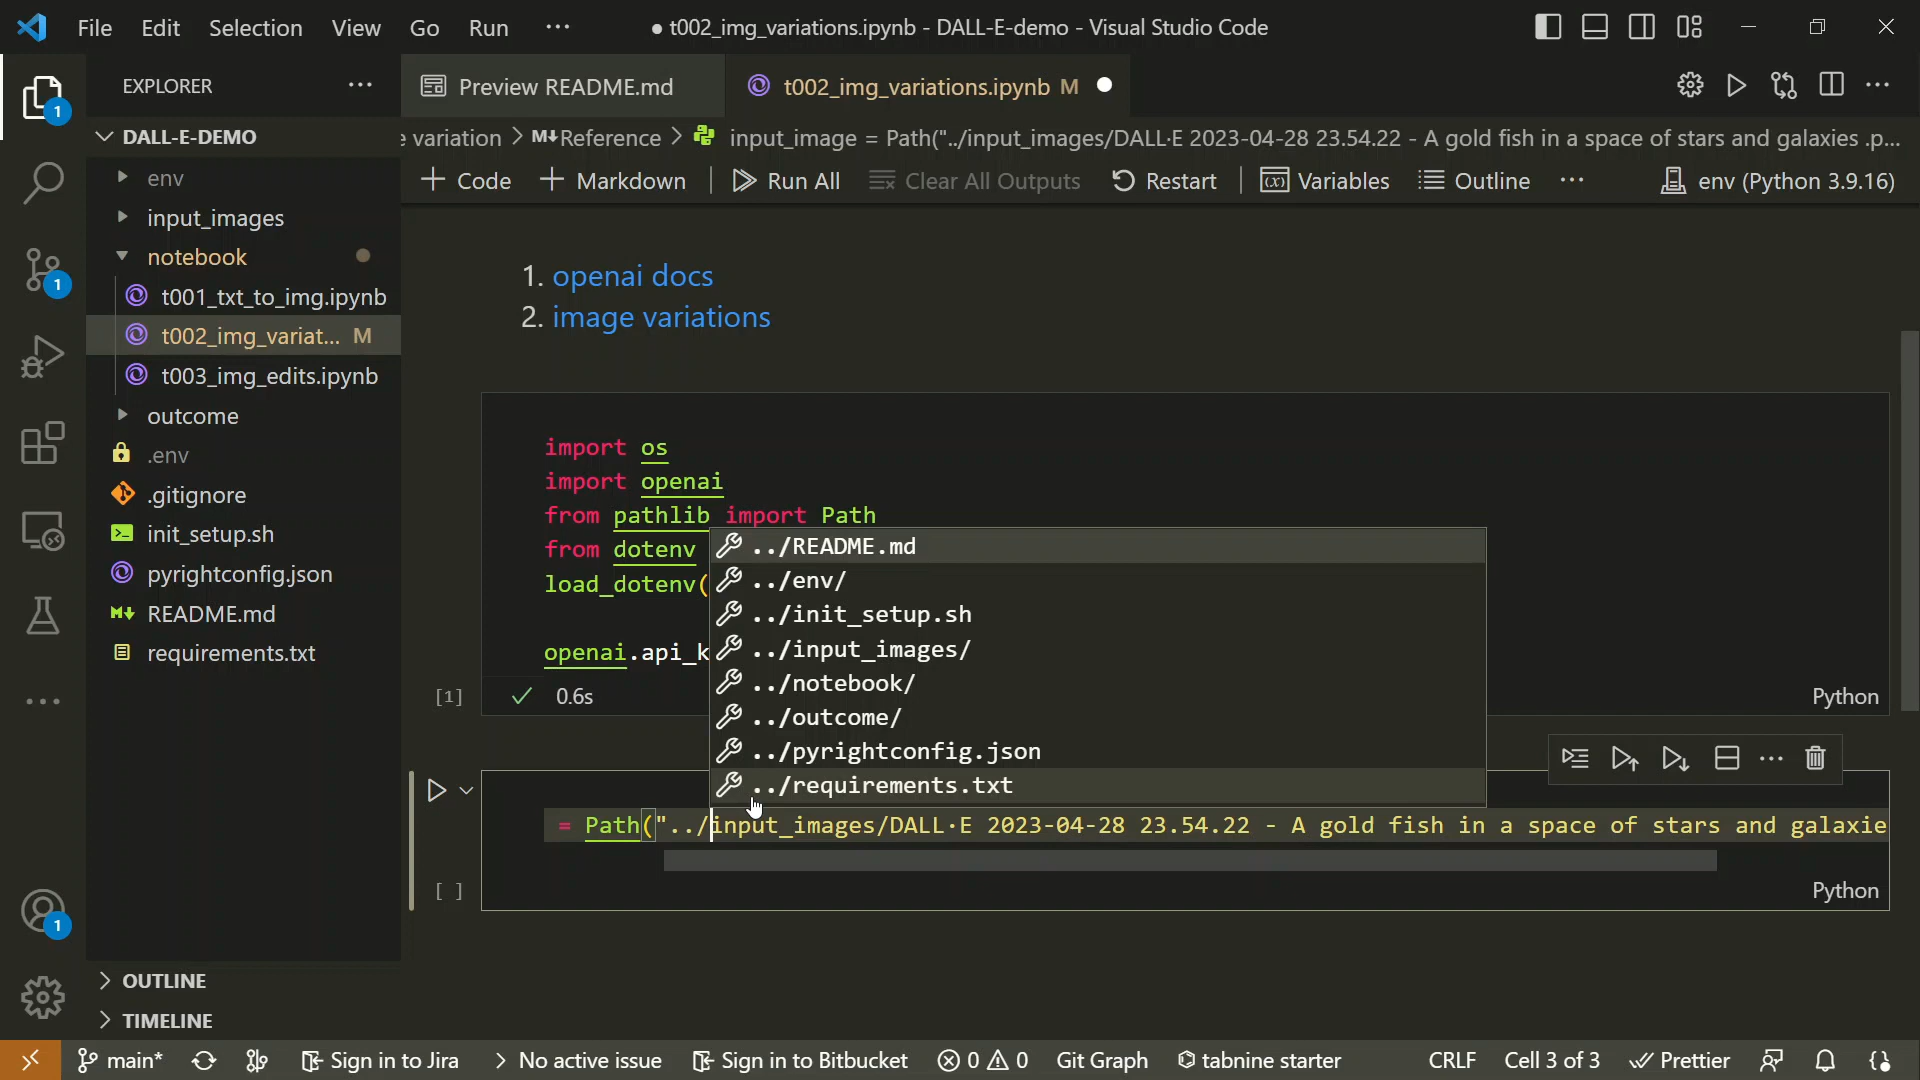 File Edit Selection View Go Run ···
● t002_img_variations.ipynb - DALL-E-demo - Visual Studio Code
EXPLORER ···
Preview README.md
t002_img_variations.ipynb M ●
1
DALL-E-DEMO
e variation > M↓Reference > input_image = Path("../input_images/DALL·E 2023-04-28 23.54.22 - A gold fish in a space of stars and galaxies .p...
+ Code + Markdown Run All Clear All Outputs Restart Variables Outline ··· env (Python 3.9.16)
env
input_images
notebook
t001_txt_to_img.ipynb
t002_img_variat... M
t003_img_edits.ipynb
outcome
.env
.gitignore
init_setup.sh
pyrightconfig.json
M↓ README.md
requirements.txt
1
1. openai docs
2. image variations
import os
import openai
from pathlib import Path
from dotenv
load_dotenv(
openai.api_k
../README.md
../env/
../init_setup.sh
../input_images/
../notebook/
../outcome/
../pyrightconfig.json
../requirements.txt
[1] ✓ 0.6s Python
= Path("../input_images/DALL·E 2023-04-28 23.54.22 - A gold fish in a space of stars and galaxie
[ ] Python
1
OUTLINE
TIMELINE
main* Sign in to Jira > No active issue Sign in to Bitbucket 0 0 Git Graph tabnine starter CRLF Cell 3 of 3 Prettier